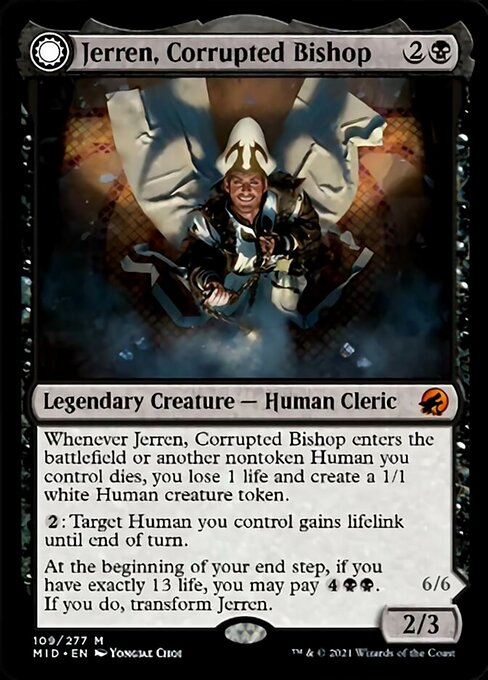 Jerren, Corrupted Bishop 2
Legendary Creature — Human Cleric
Whenever Jerren, Corrupted Bishop enters the
battlefield or another nontoken Human you
control dies, you lose 1 life and create a 1/1
white Human creature token.
2: Target Human you control gains lifelink
until end of turn.
At the beginning of your end step, if you
have exactly 13 life, you may pay 4.
If you do, transform Jerren.
6/6
2/3
109/277 M
MID • EN Yongjae Choi
™ & © 2021 Wizards of the Coast